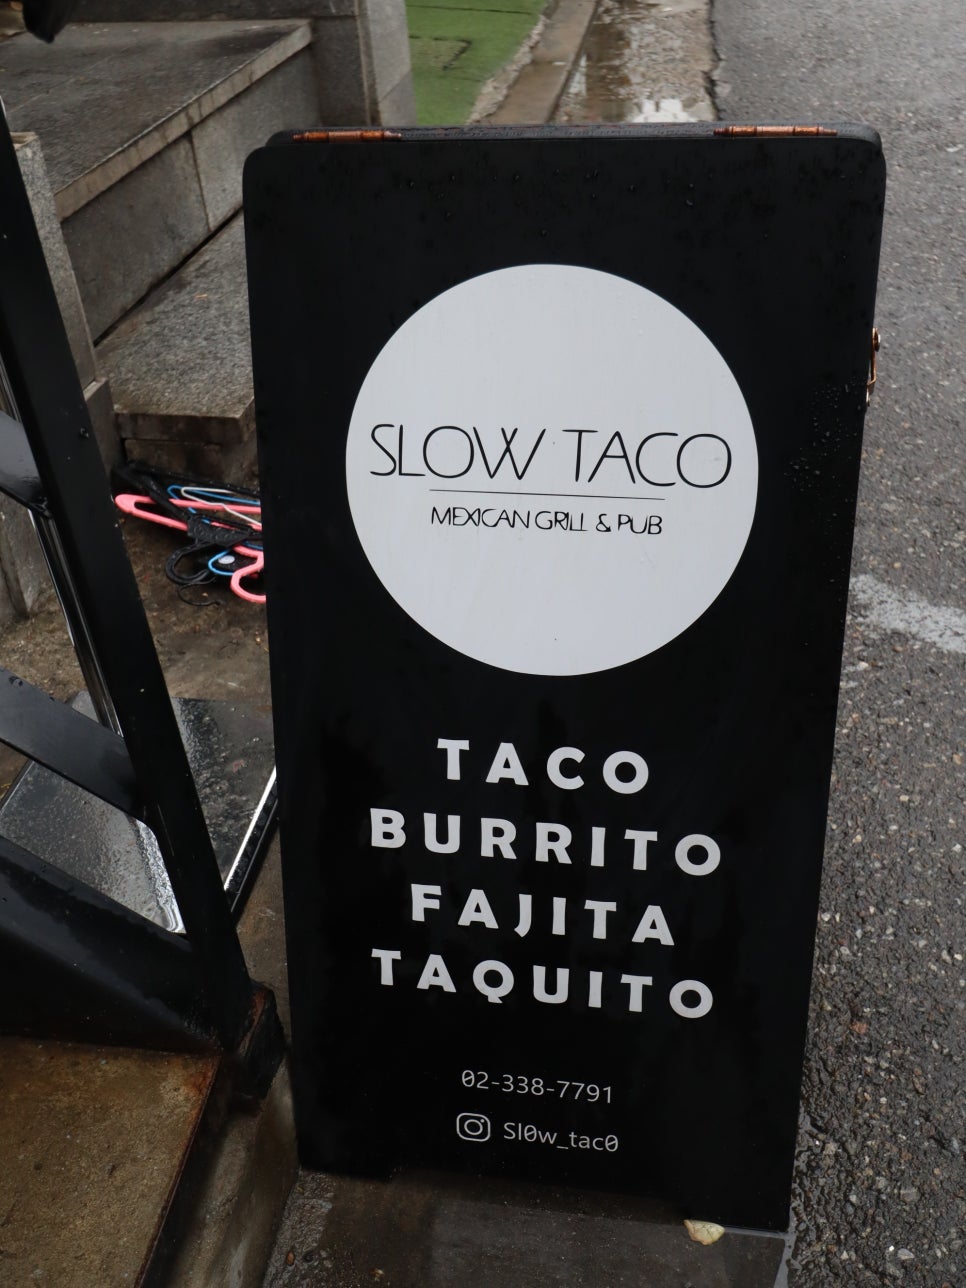 SLOW TACO
MEXICAN GRILL & PUB
TACO
BURRITO
FAJITA
TAQUITO
02-338-7791
Sl0w_tac0